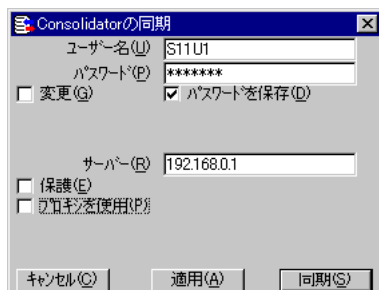 Consolidatorの同期
ユーザー名(U) S11U1
パスワード(P) *******
変更(G) パスワードを保存(D)
サーバー(R) 192.168.0.1
保護(E)
プロキシを使用(P)
キャンセル(C) 適用(A) 同期(S)